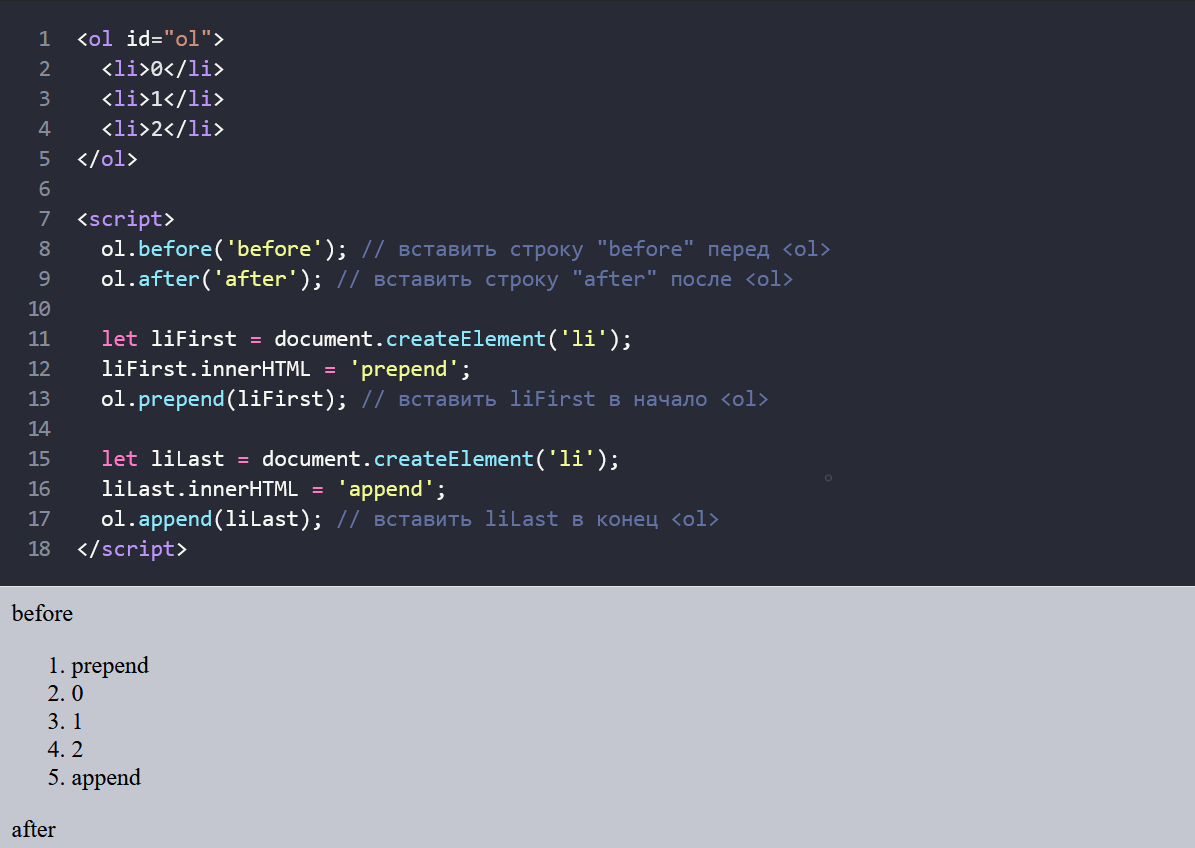 1 <ol id="ol">
2   <li>0</li>
3   <li>1</li>
4   <li>2</li>
5 </ol>
6
7 <script>
8   ol.before('before'); // вставить строку "before" перед <ol>
9   ol.after('after'); // вставить строку "after" после <ol>
10
11   let liFirst = document.createElement('li');
12   liFirst.innerHTML = 'prepend';
13   ol.prepend(liFirst); // вставить liFirst в начало <ol>
14
15   let liLast = document.createElement('li');
16   liLast.innerHTML = 'append';
17   ol.append(liLast); // вставить liLast в конец <ol>
18 </script>
before
1. prepend
2. 0
3. 1
4. 2
5. append
after